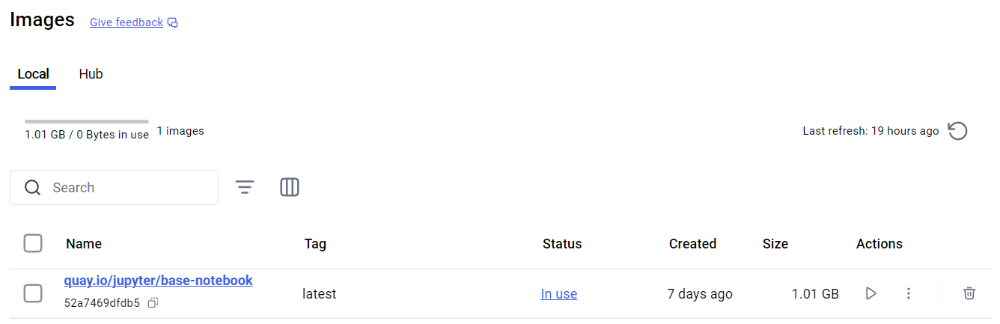 Images Give feedback
Local Hub
1.01 GB / 0 Bytes in use 1 images Last refresh: 19 hours ago
Search
Name Tag Status Created Size Actions
quay.io/jupyter/base-notebook
52a7469dfdb5 latest In use 7 days ago 1.01 GB